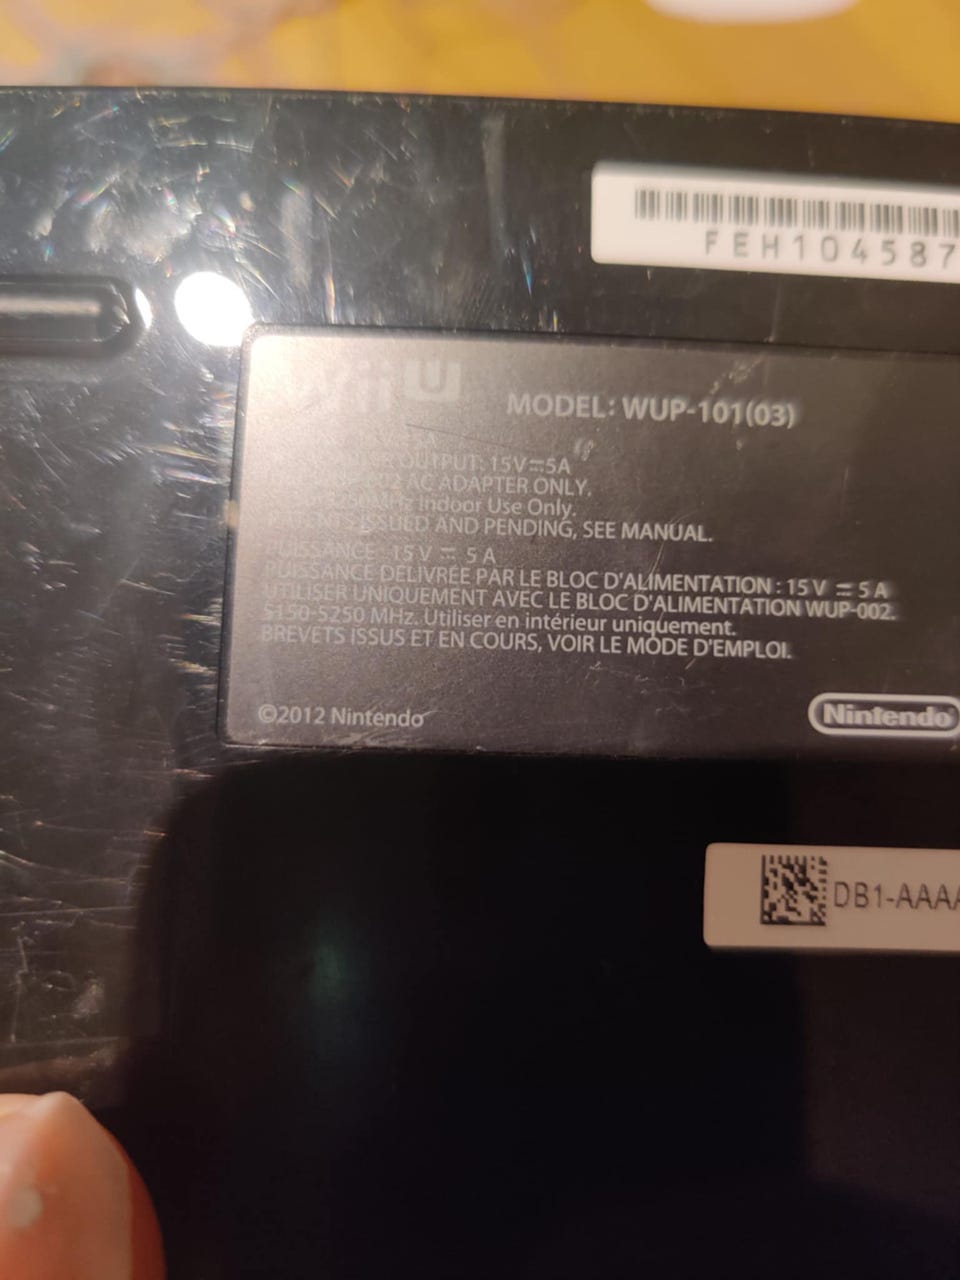 FEH104587
Wii U
MODEL: WUP-101(03)
OUTPUT: 15V⎓5A
AC ADAPTER ONLY.
Indoor Use Only.
ISSUED AND PENDING, SEE MANUAL.
PUISSANCE : 15 V ⎓ 5 A
PUISSANCE DÉLIVRÉE PAR LE BLOC D'ALIMENTATION : 15 V ⎓ 5 A
UTILISER UNIQUEMENT AVEC LE BLOC D'ALIMENTATION WUP-002.
5150-5250 MHz. Utiliser en intérieur uniquement.
BREVETS ISSUS ET EN COURS, VOIR LE MODE D'EMPLOI.
©2012 Nintendo
Nintendo
DB1-AAAA